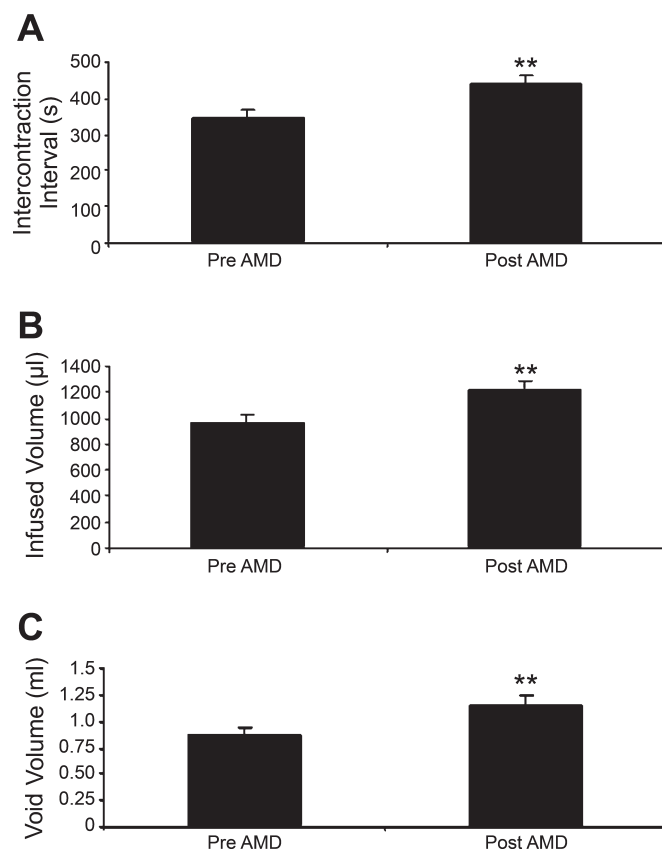 A
Intercontraction
Interval (s)
500
400
300
200
100
0
**
Pre AMD
Post AMD
B
Infused Volume (µl)
1400
1200
1000
800
600
400
200
0
**
Pre AMD
Post AMD
C
Void Volume (ml)
1.5
1.25
1.0
0.75
0.50
0.25
0
**
Pre AMD
Post AMD